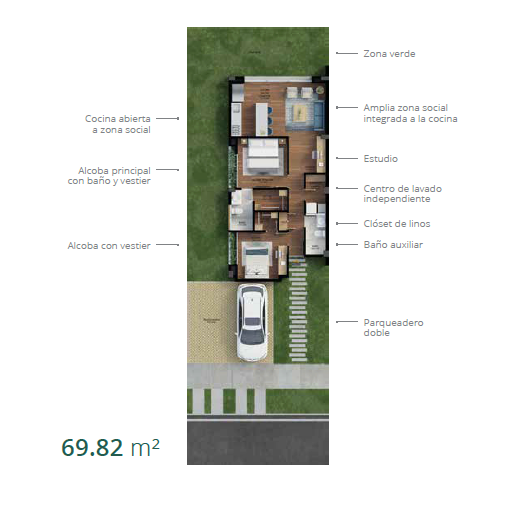 Zona verde
Amplia zona social
integrada a la cocina
Cocina abierta
a zona social
Estudio
Alcoba principal
con baño y vestier
Centro de lavado
independiente
Clóset de linos
Alcoba con vestier
Baño auxiliar
Parqueadero
doble
69.82 m²